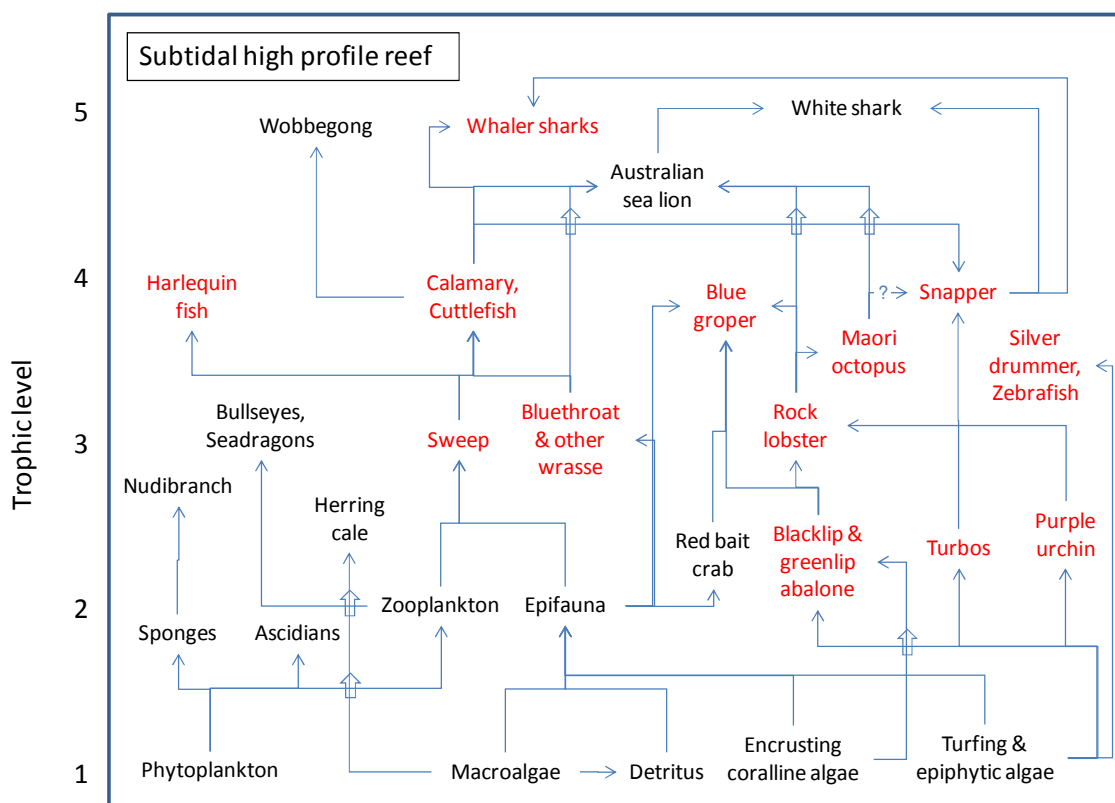 Subtidal high profile reef
Trophic level
5
4
3
2
1
White shark
Wobbegong
Whaler sharks
Australian
sea lion
Harlequin
fish
Calamary,
Cuttlefish
Blue
groper
?
Snapper
Maori
octopus
Silver
drummer,
Zebrafish
Bullseyes,
Seadragons
Sweep
Bluethroat
& other
wrasse
Rock
lobster
Nudibranch
Herring
cale
Red bait
crab
Blacklip &
greenlip
abalone
Turbos
Purple
urchin
Zooplankton
Epifauna
Sponges
Ascidians
Phytoplankton
Macroalgae
Detritus
Encrusting
coralline algae
Turfing &
epiphytic algae